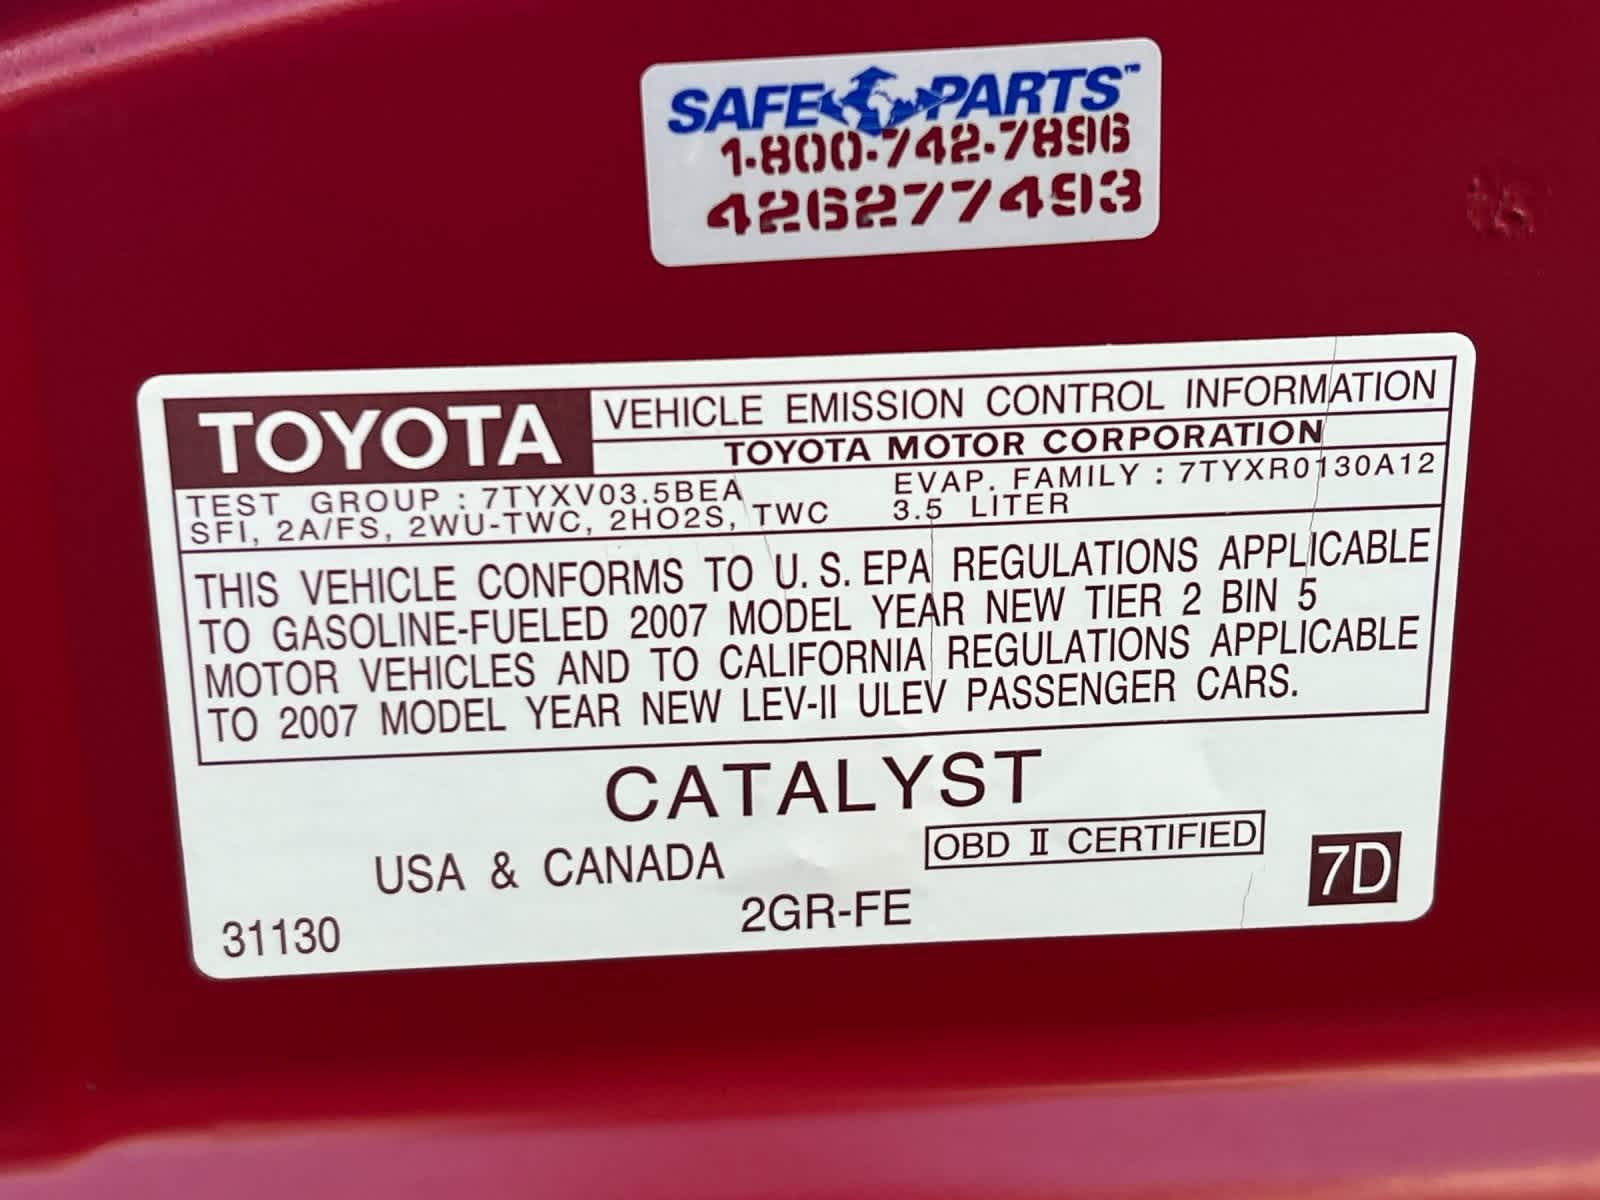 SAFE PARTS™
1-800-742-7896
426277493
TOYOTA VEHICLE EMISSION CONTROL INFORMATION
TOYOTA MOTOR CORPORATION
TEST GROUP : 7TYXV03.5BEA EVAP. FAMILY : 7TYXR0130A12
SFI, 2A/FS, 2WU-TWC, 2HO2S, TWC 3.5 LITER
THIS VEHICLE CONFORMS TO U.S. EPA REGULATIONS APPLICABLE
TO GASOLINE-FUELED 2007 MODEL YEAR NEW TIER 2 BIN 5
MOTOR VEHICLES AND TO CALIFORNIA REGULATIONS APPLICABLE
TO 2007 MODEL YEAR NEW LEV-II ULEV PASSENGER CARS.
CATALYST
USA & CANADA OBD II CERTIFIED
31130 2GR-FE 7D